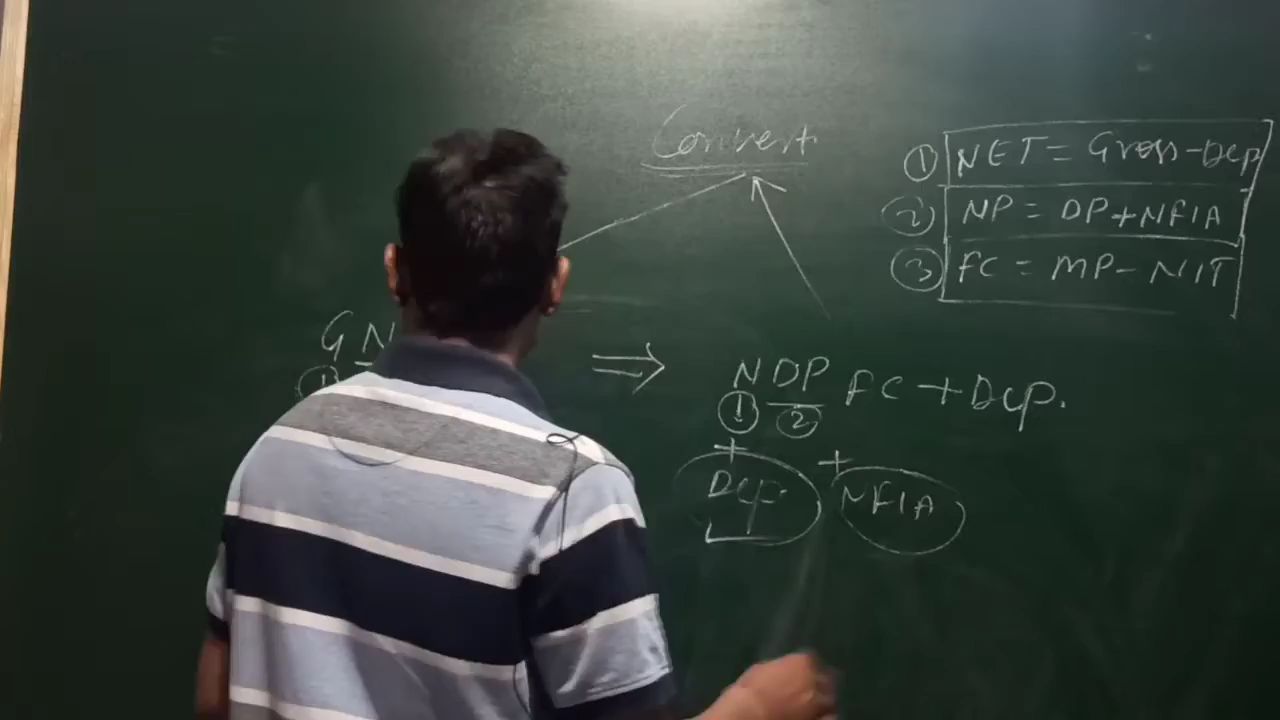 Convert
① NET = Gross - Dep
② NP = DP + NFIA
③ FC = MP - NIT
G N
①
⇒ NDP FC + Dep.
① ②
+ +
Dep NFIA